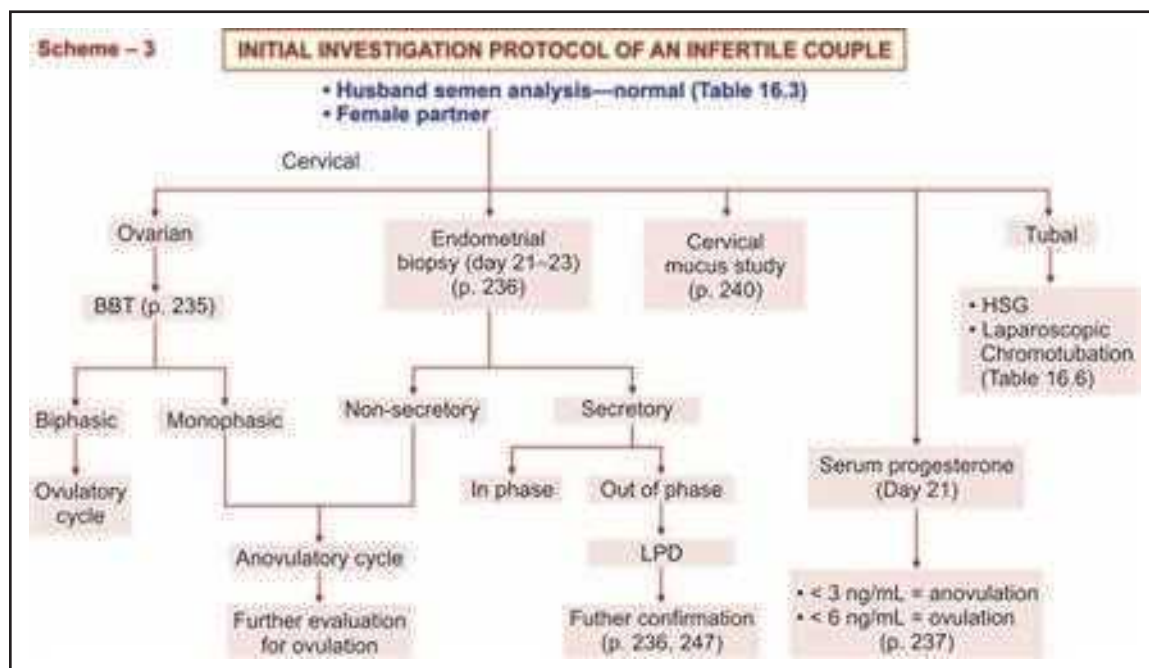 Scheme – 3
INITIAL INVESTIGATION PROTOCOL OF AN INFERTILE COUPLE
• Husband semen analysis—normal (Table 16.3)
• Female partner
Cervical
Ovarian
Endometrial
biopsy (day 21–23)
(p. 236)
Cervical
mucus study
(p. 240)
Tubal
BBT (p. 235)
• HSG
• Laparoscopic
Chromotubation
(Table 16.6)
Biphasic
Monophasic
Non-secretory
Secretory
Ovulatory
cycle
In phase
Out of phase
Serum progesterone
(Day 21)
Anovulatory cycle
LPD
Further evaluation
for ovulation
Futher confirmation
(p. 236, 247)
• < 3 ng/mL = anovulation
• < 6 ng/mL = ovulation
(p. 237)